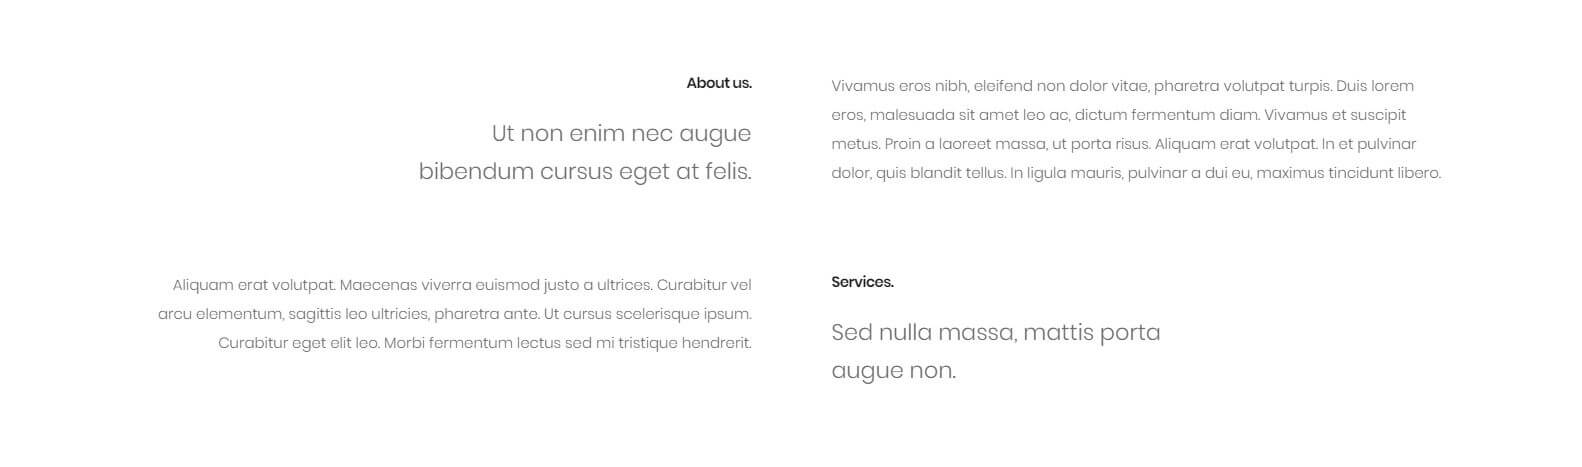 About us.
Ut non enim nec augue
bibendum cursus eget at felis.
Vivamus eros nibh, eleifend non dolor vitae, pharetra volutpat turpis. Duis lorem
eros, malesuada sit amet leo ac, dictum fermentum diam. Vivamus et suscipit
metus. Proin a laoreet massa, ut porta risus. Aliquam erat volutpat. In et pulvinar
dolor, quis blandit tellus. In ligula mauris, pulvinar a dui eu, maximus tincidunt libero.
Aliquam erat volutpat. Maecenas viverra euismod justo a ultrices. Curabitur vel
arcu elementum, sagittis leo ultricies, pharetra ante. Ut cursus scelerisque ipsum.
Curabitur eget elit leo. Morbi fermentum lectus sed mi tristique hendrerit.
Services.
Sed nulla massa, mattis porta
augue non.